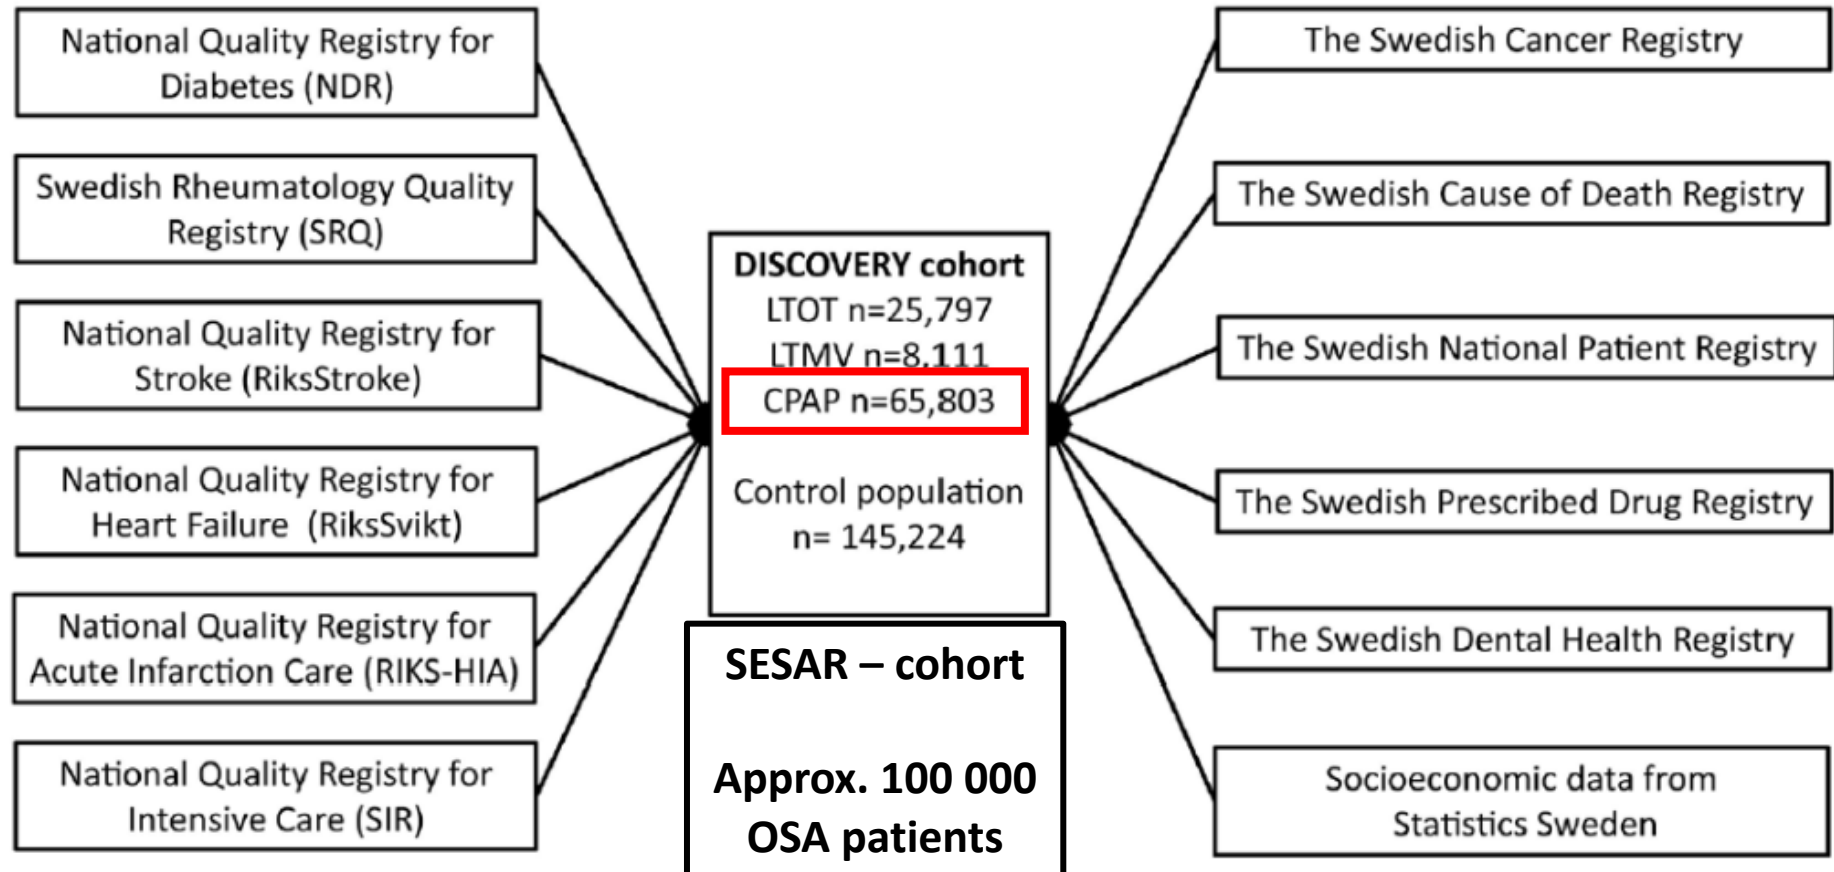 National Quality Registry for
Diabetes (NDR)
Swedish Rheumatology Quality
Registry (SRQ)
National Quality Registry for
Stroke (RiksStroke)
National Quality Registry for
Heart Failure (RiksSvikt)
National Quality Registry for
Acute Infarction Care (RIKS-HIA)
National Quality Registry for
Intensive Care (SIR)
DISCOVERY cohort
LTOT n=25,797
LTMV n=8,111
CPAP n=65,803
Control population
n= 145,224
SESAR – cohort
Approx. 100 000
OSA patients
The Swedish Cancer Registry
The Swedish Cause of Death Registry
The Swedish National Patient Registry
The Swedish Prescribed Drug Registry
The Swedish Dental Health Registry
Socioeconomic data from
Statistics Sweden